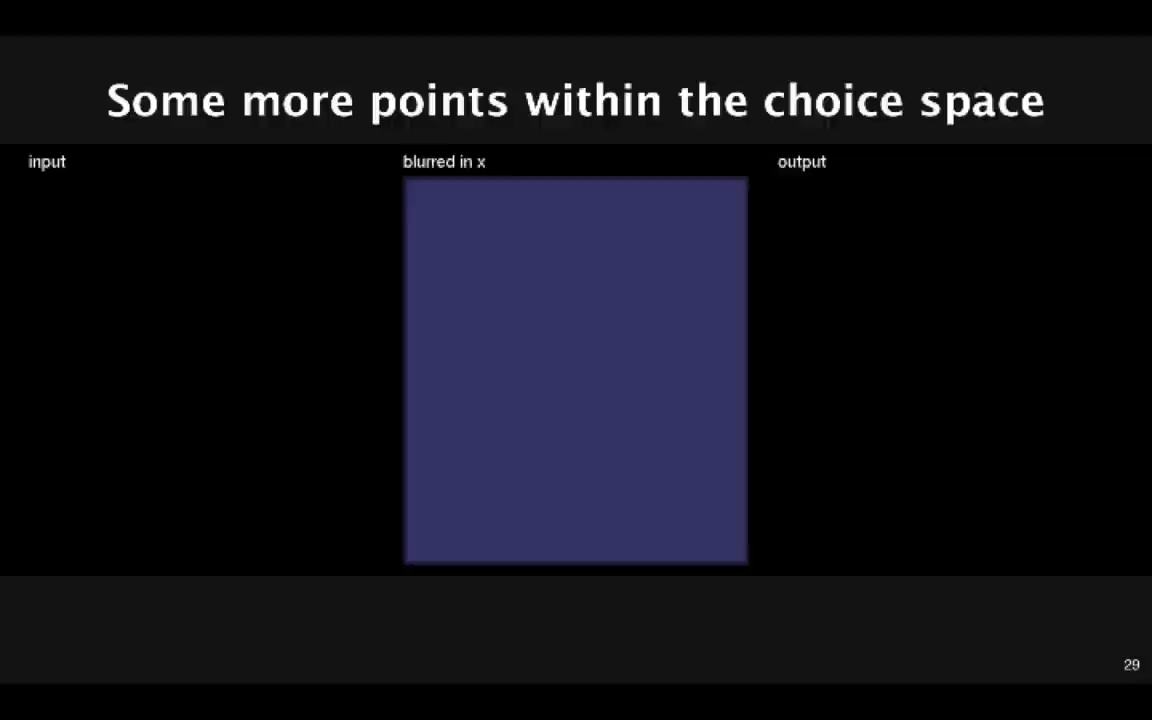 Some more points within the choice space
input
blurred in x
output
29